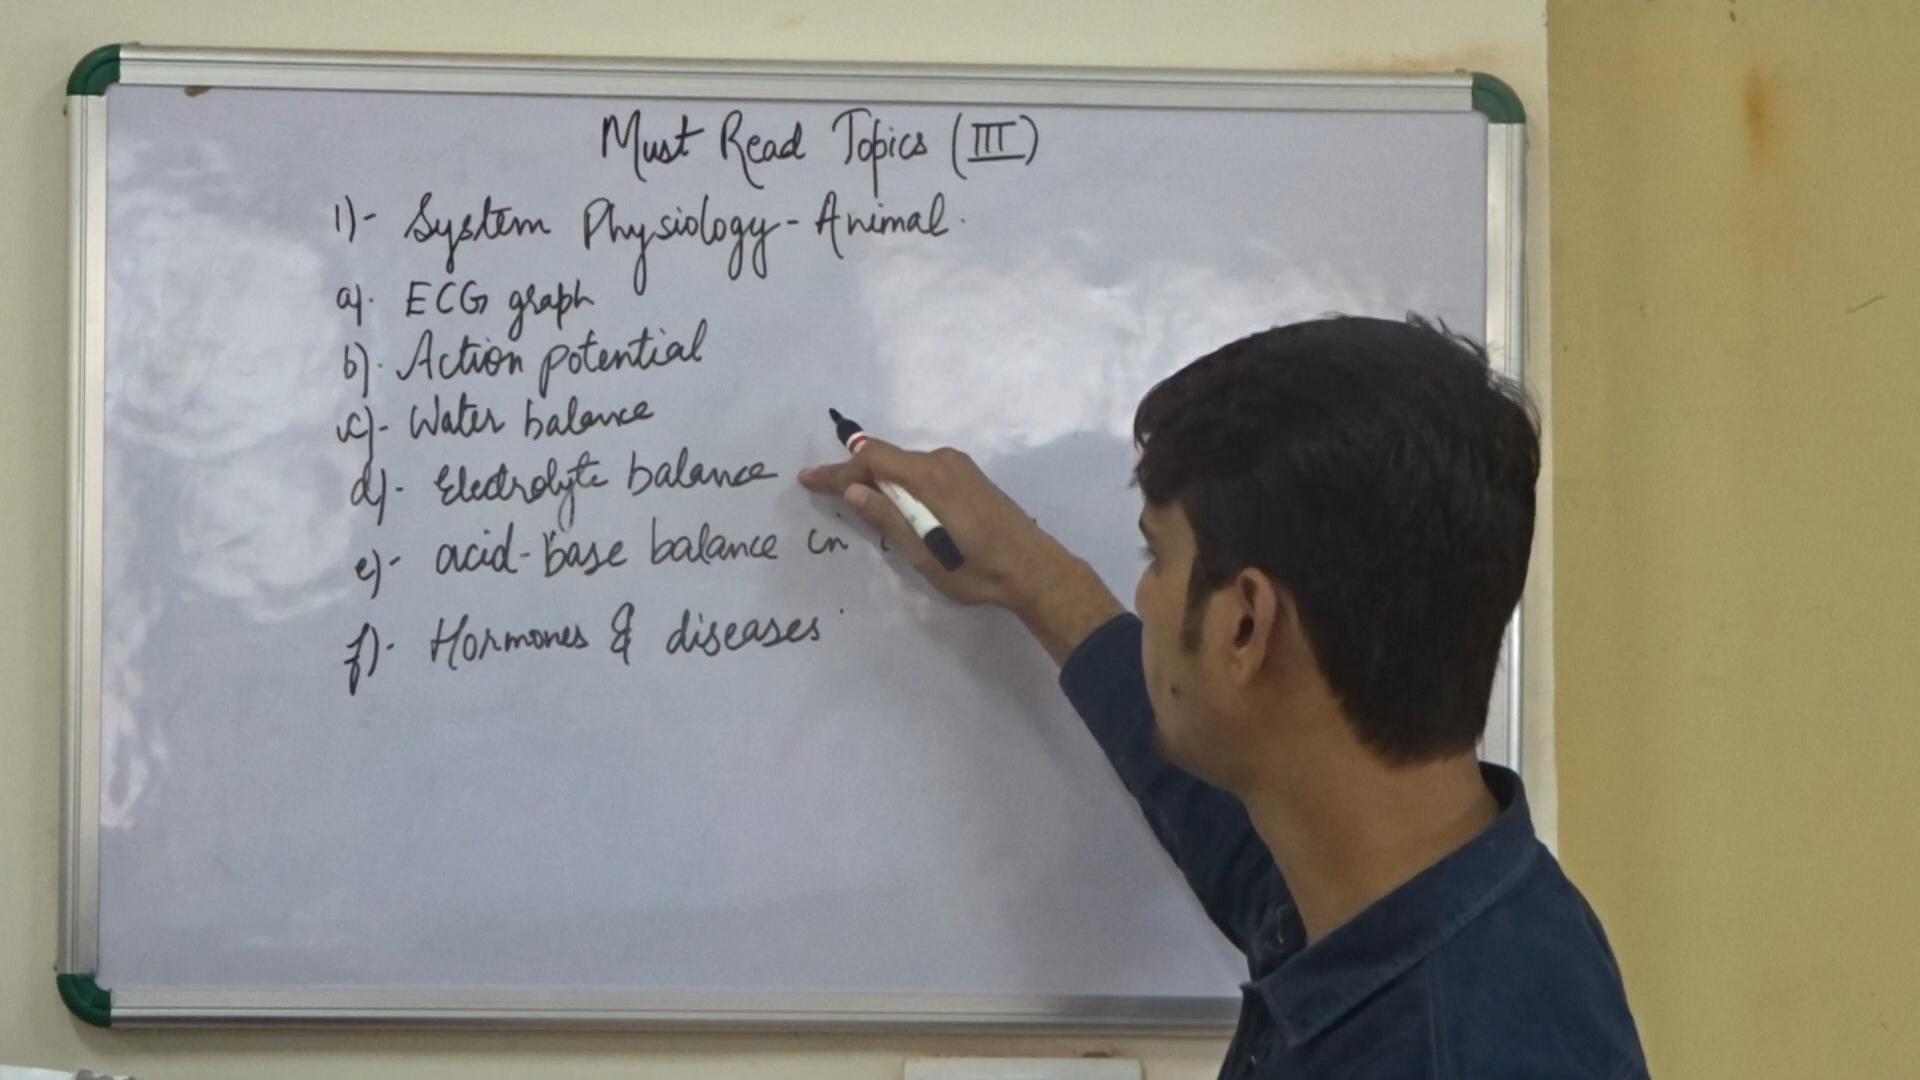 Must Read Topics (III)
1)- System Physiology - Animal.
a). ECG graph
b). Action potential
c)- Water balance
d)- Electrolyte balance
e)- acid-base balance in
f)- Hormones & diseases